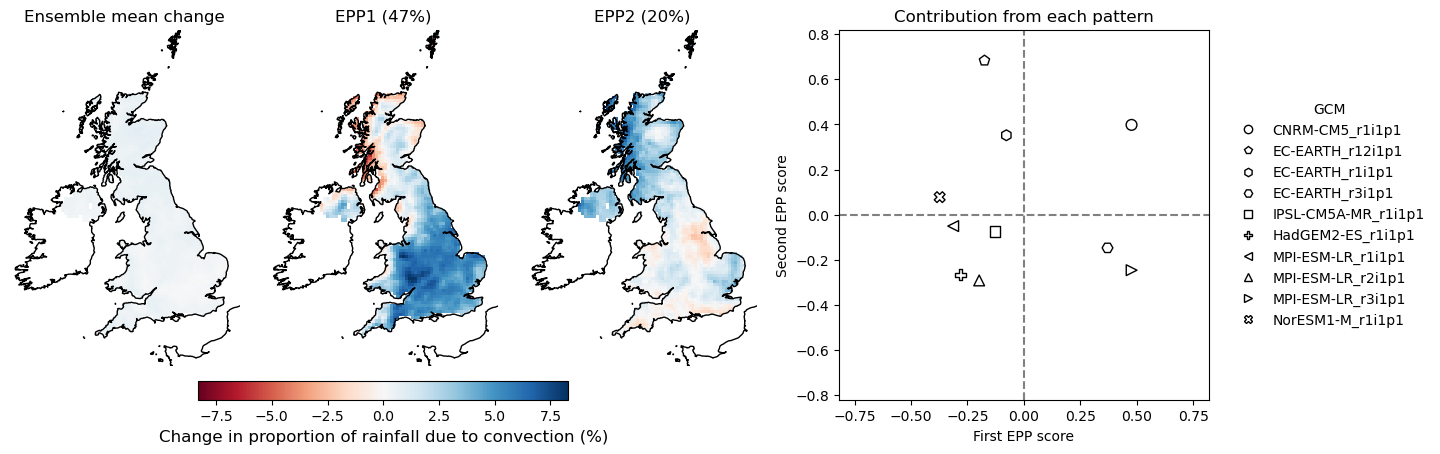 Ensemble mean change
EPP1 (47%)
EPP2 (20%)
−7.5
−5.0
−2.5
0.0
2.5
5.0
7.5
Change in proportion of rainfall due to convection (%)
Contribution from each pattern
Second EPP score
0.8
0.6
0.4
0.2
0.0
−0.2
−0.4
−0.6
−0.8
−0.75
−0.50
−0.25
0.00
0.25
0.50
0.75
First EPP score
GCM
CNRM-CM5_r1i1p1
EC-EARTH_r12i1p1
EC-EARTH_r1i1p1
EC-EARTH_r3i1p1
IPSL-CM5A-MR_r1i1p1
HadGEM2-ES_r1i1p1
MPI-ESM-LR_r1i1p1
MPI-ESM-LR_r2i1p1
MPI-ESM-LR_r3i1p1
NorESM1-M_r1i1p1